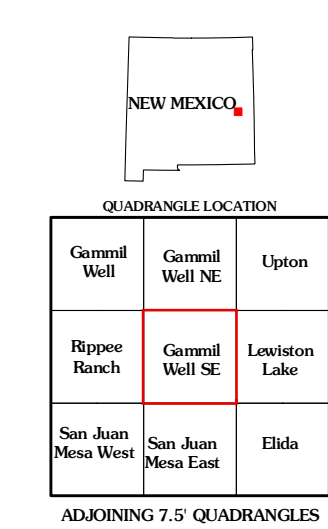 NEW MEXICO
QUADRANGLE LOCATION
Gammil
Well
Gammil
Well NE
Upton
Rippee
Ranch
Gammil
Well SE
Lewiston
Lake
San Juan
Mesa West
San Juan
Mesa East
Elida
ADJOINING 7.5' QUADRANGLES